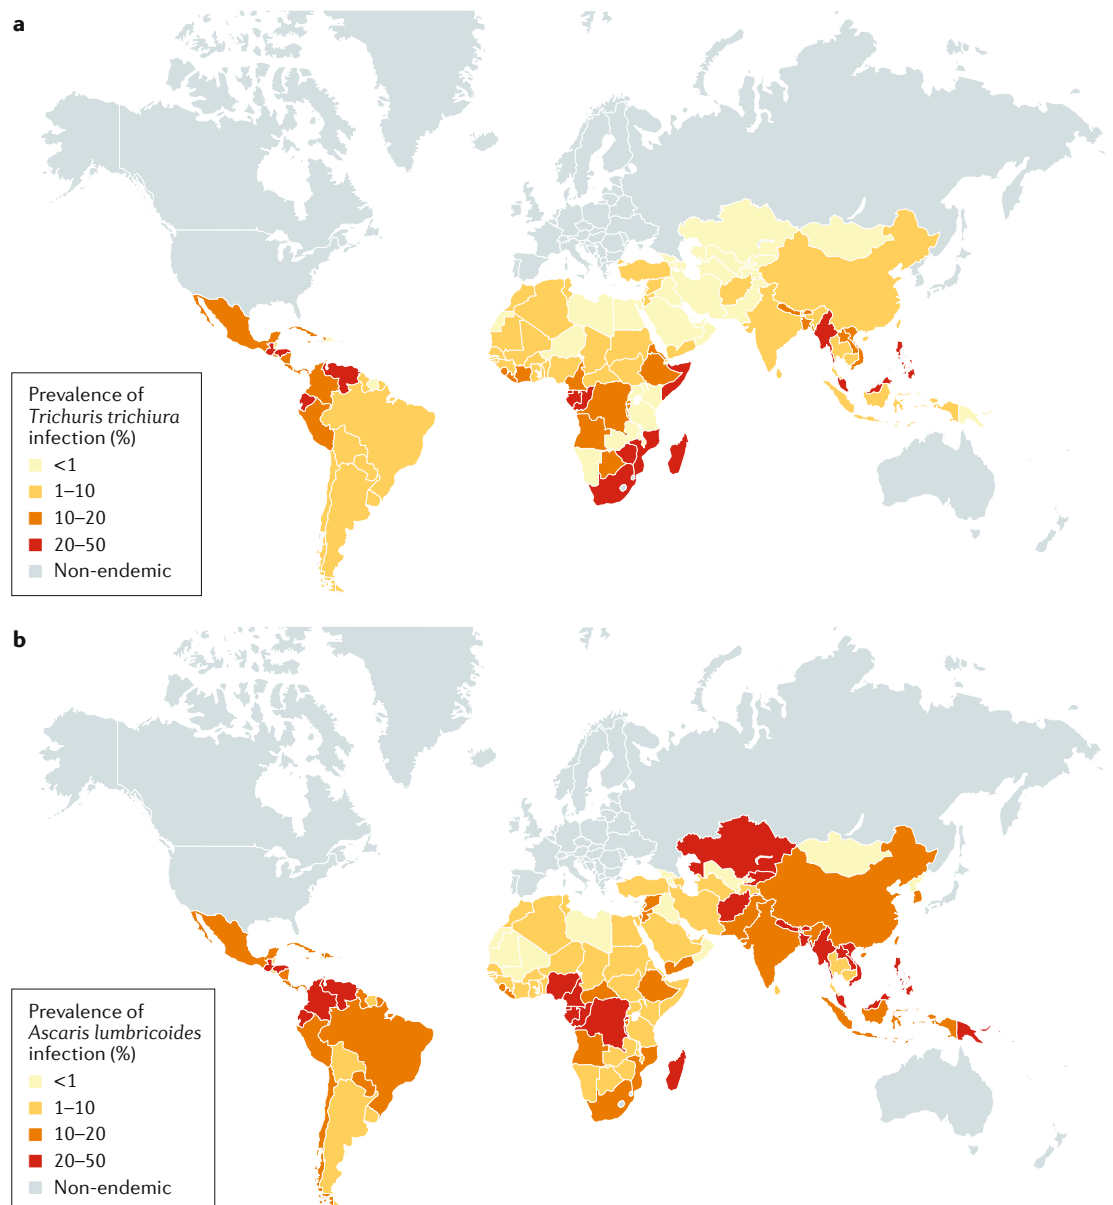 a
Prevalence of
Trichuris trichiura
infection (%)
<1
1–10
10–20
20–50
Non-endemic
b
Prevalence of
Ascaris lumbricoides
infection (%)
<1
1–10
10–20
20–50
Non-endemic